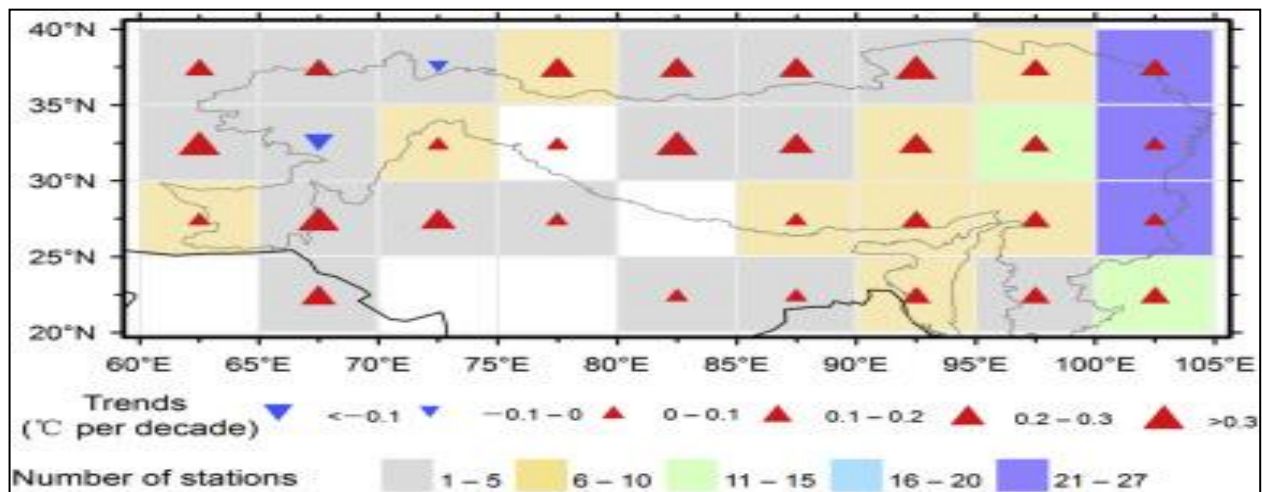 40°N
35°N
30°N
25°N
20°N
60°E 65°E 70°E 75°E 80°E 85°E 90°E 95°E 100°E 105°E
Trends
(℃ per decade) <−0.1 −0.1−0 0−0.1 0.1−0.2 0.2−0.3 >0.3
Number of stations 1−5 6−10 11−15 16−20 21−27